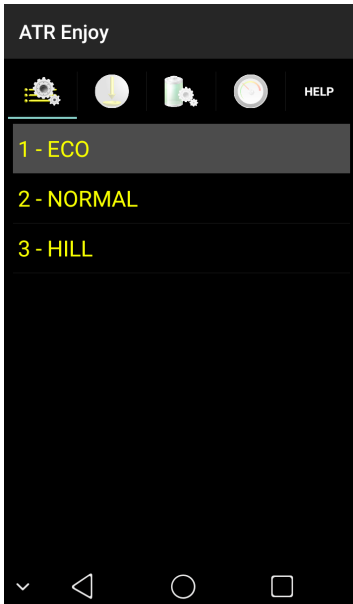 ATR Enjoy
HELP
1 - ECO
2 - NORMAL
3 - HILL